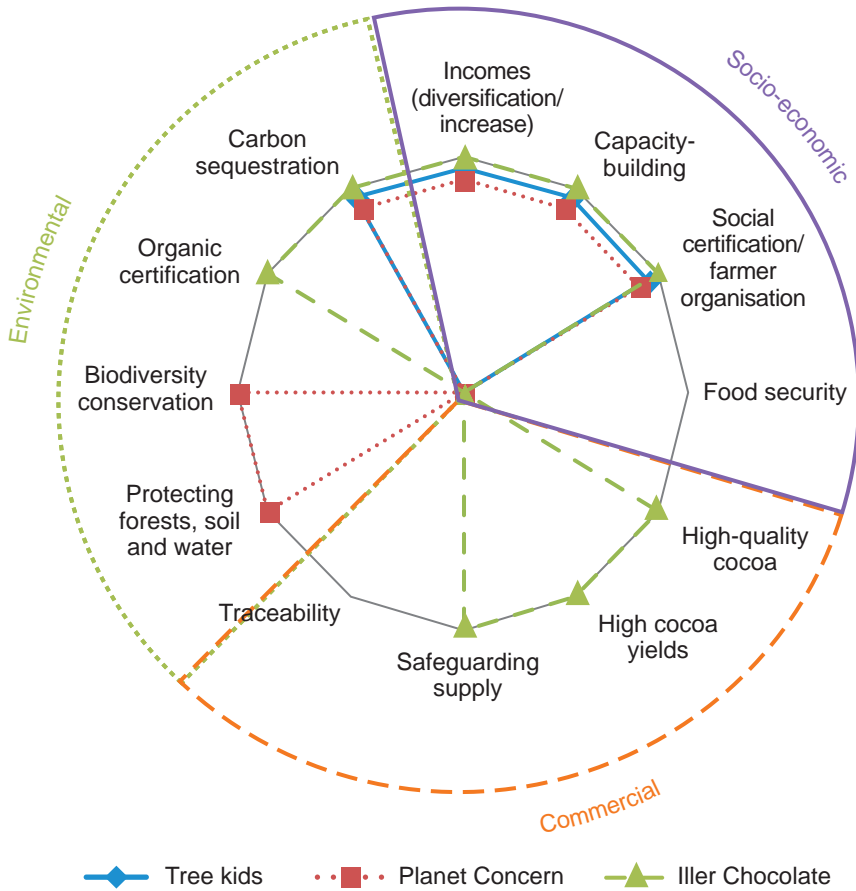 Incomes
(diversification/
increase)
Capacity-
building
Social
certification/
farmer
organisation
Food security
High-quality
cocoa
High cocoa
yields
Safeguarding
supply
Traceability
Protecting
forests, soil
and water
Biodiversity
conservation
Organic
certification
Carbon
sequestration
Socio-economic
Environmental
Commercial
Tree kids
Planet Concern
Iller Chocolate